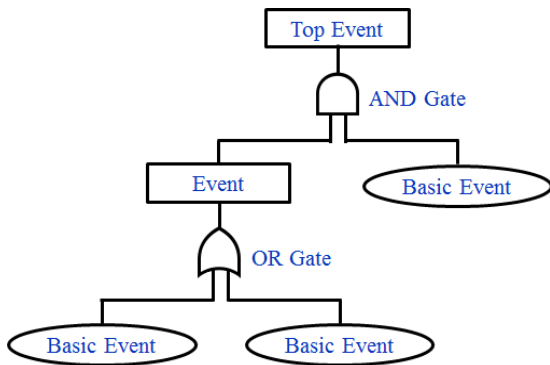 Top Event
AND Gate
Event
Basic Event
OR Gate
Basic Event
Basic Event